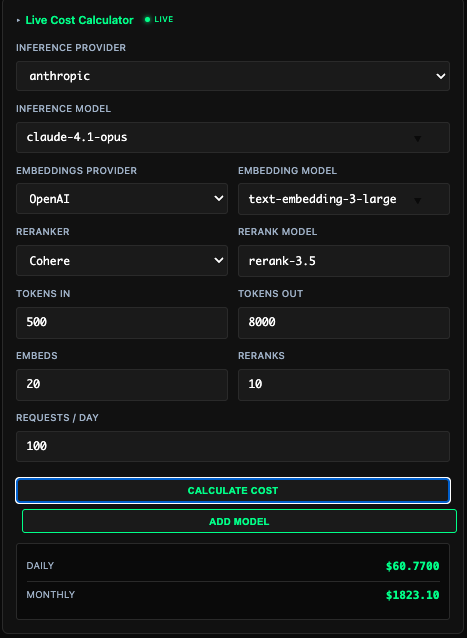 ▸ Live Cost Calculator ● LIVE
INFERENCE PROVIDER
anthropic
INFERENCE MODEL
claude-4.1-opus
EMBEDDINGS PROVIDER EMBEDDING MODEL
OpenAI text-embedding-3-large
RERANKER RERANK MODEL
Cohere rerank-3.5
TOKENS IN TOKENS OUT
500 8000
EMBEDS RERANKS
20 10
REQUESTS / DAY
100
CALCULATE COST
ADD MODEL
DAILY $60.7700
MONTHLY $1823.10